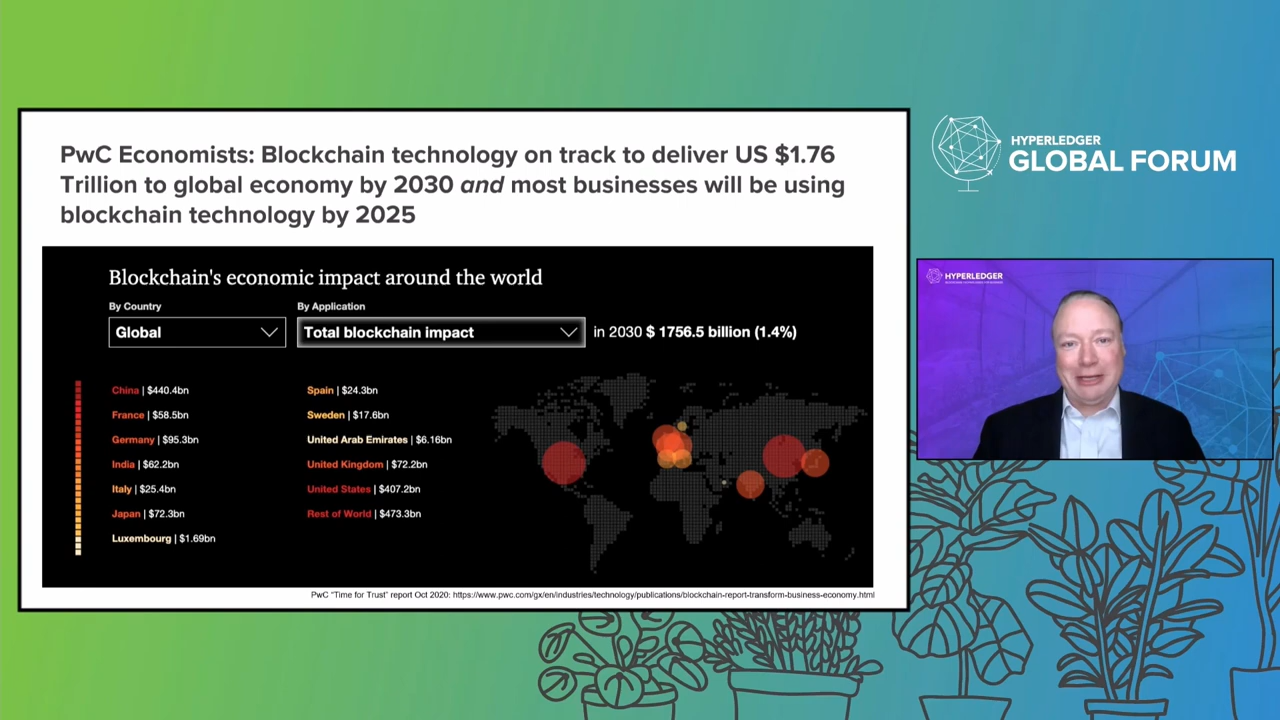 PwC Economists: Blockchain technology on track to deliver US $1.76
Trillion to global economy by 2030 and most businesses will be using
blockchain technology by 2025
Blockchain's economic impact around the world
By Country
By Application
Global
Total blockchain impact
in 2030 $ 1756.5 billion (1.4%)
China | $440.4bn
France | $58.5bn
Germany | $95.3bn
India | $62.2bn
Italy | $25.4bn
Japan | $72.3bn
Luxembourg | $1.69bn
Spain | $24.3bn
Sweden | $17.6bn
United Arab Emirates | $6.16bn
United Kingdom | $72.2bn
United States | $407.2bn
Rest of World | $473.3bn
PwC "Time for Trust" report Oct 2020: https://www.pwc.com/gx/en/industries/technology/publications/blockchain-report-transform-business-economy.html
HYPERLEDGER
GLOBAL FORUM
HYPERLEDGER